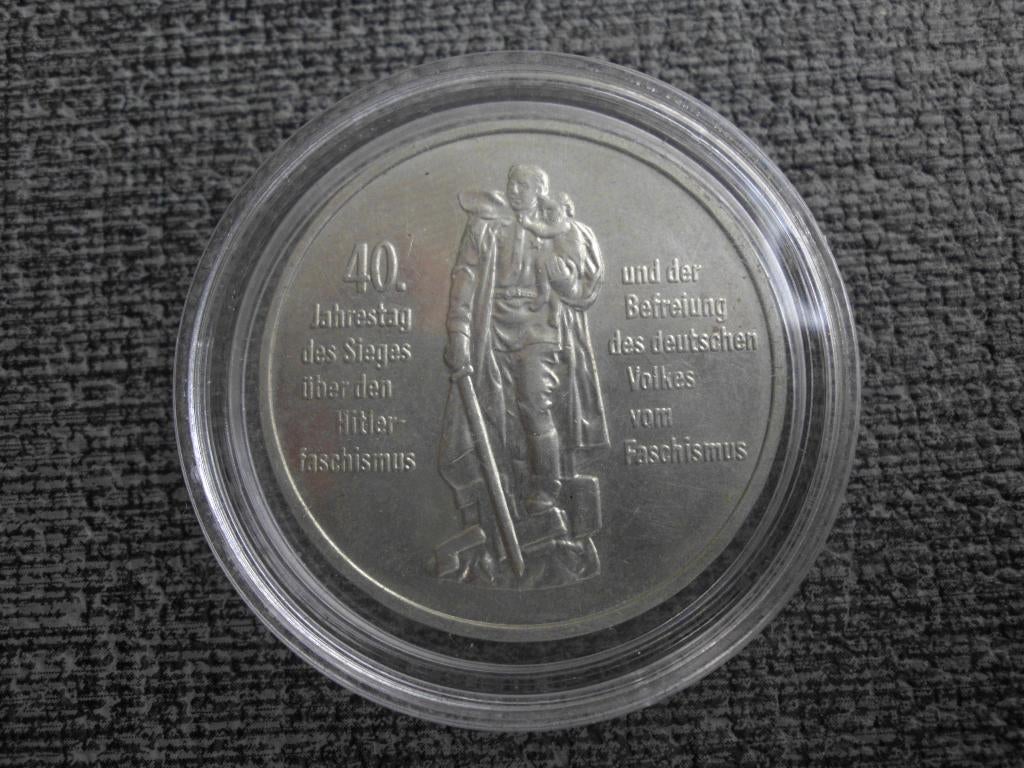 40.
Jahrestag
des Sieges
über den
Hitler-
faschismus
und der
Befreiung
des deutschen
Volkes
vom
Faschismus